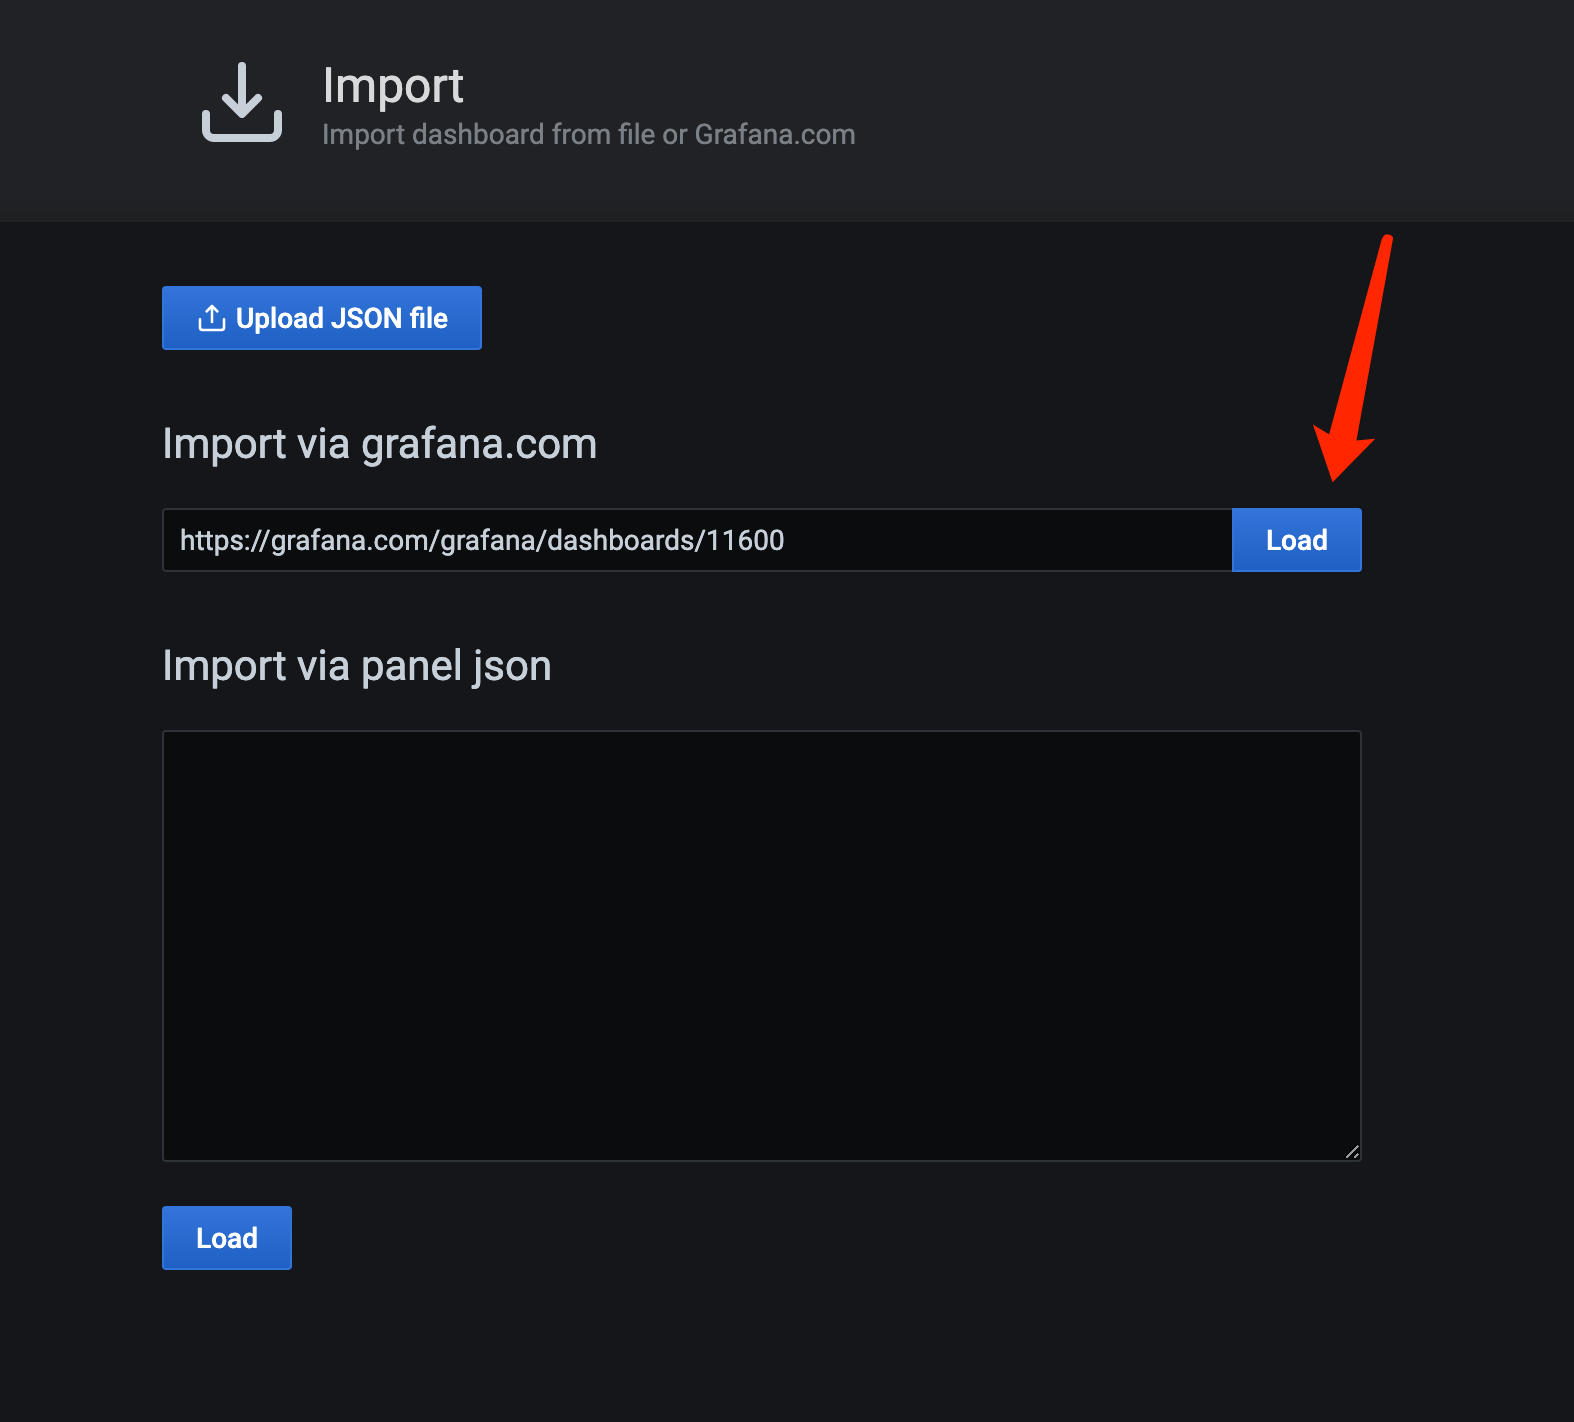 Import
Import dashboard from file or Grafana.com
Upload JSON file
Import via grafana.com
https://grafana.com/grafana/dashboards/11600
Load
Import via panel json
Load